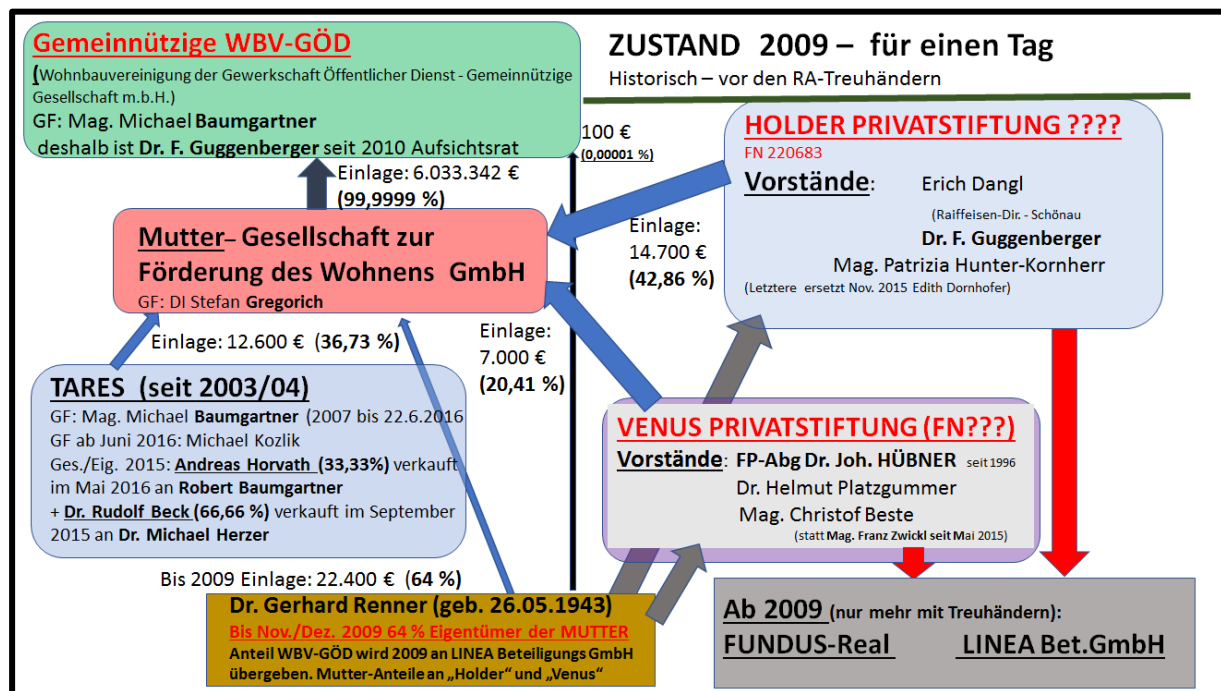 Gemeinnützige WBV-GÖD
(Wohnbauvereinigung der Gewerkschaft Öffentlicher Dienst - Gemeinnützige
Gesellschaft m.b.H.)
GF: Mag. Michael Baumgartner
deshalb ist Dr. F. Guggenberger seit 2010 Aufsichtsrat
ZUSTAND 2009 – für einen Tag
Historisch – vor den RA-Treuhändern
100 €
(0,00001 %)
Einlage: 6.033.342 €
(99,9999 %)
HOLDER PRIVATSTIFTUNG ????
FN 220683
Vorstände: Erich Dangl
(Raiffeisen-Dir. - Schönau
Dr. F. Guggenberger
Mag. Patrizia Hunter-Kornherr
(Letztere ersetzt Nov. 2015 Edith Dornhofer)
Einlage:
14.700 €
(42,86 %)
Mutter– Gesellschaft zur
Förderung des Wohnens GmbH
GF: DI Stefan Gregorich
Einlage: 12.600 € (36,73 %)
Einlage:
7.000 €
(20,41 %)
TARES (seit 2003/04)
GF: Mag. Michael Baumgartner (2007 bis 22.6.2016
GF ab Juni 2016: Michael Kozlik
Ges./Eig. 2015: Andreas Horvath (33,33%) verkauft
im Mai 2016 an Robert Baumgartner
+ Dr. Rudolf Beck (66,66 %) verkauft im September
2015 an Dr. Michael Herzer
VENUS PRIVATSTIFTUNG (FN???)
Vorstände: FP-Abg Dr. Joh. HÜBNER seit 1996
Dr. Helmut Platzgummer
Mag. Christof Beste
(statt Mag. Franz Zwickl seit Mai 2015)
Bis 2009 Einlage: 22.400 € (64 %)
Dr. Gerhard Renner (geb. 26.05.1943)
Bis Nov./Dez. 2009 64 % Eigentümer der MUTTER
Anteil WBV-GÖD wird 2009 an LINEA Beteiligungs GmbH
übergeben. Mutter-Anteile an „Holder“ und „Venus“
Ab 2009 (nur mehr mit Treuhändern):
FUNDUS-Real LINEA Bet.GmbH